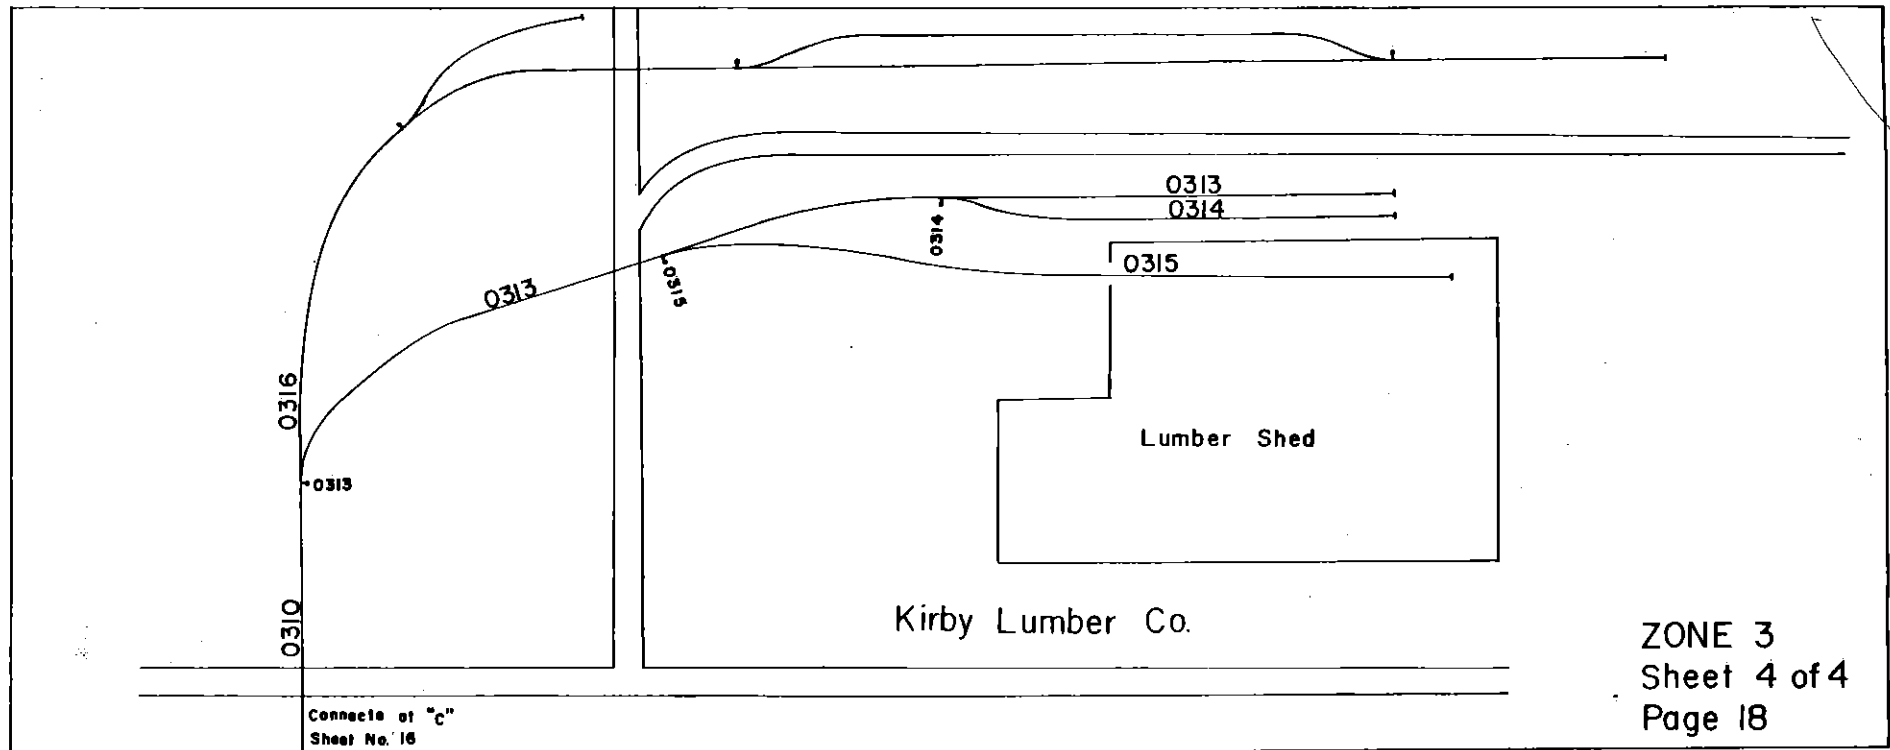 0313
0314
0314
0315
0315
0313
0316
0313
Lumber Shed
0310
Kirby Lumber Co.
ZONE 3
Sheet 4 of 4
Page 18
Connects at "C"
Sheet No. 16